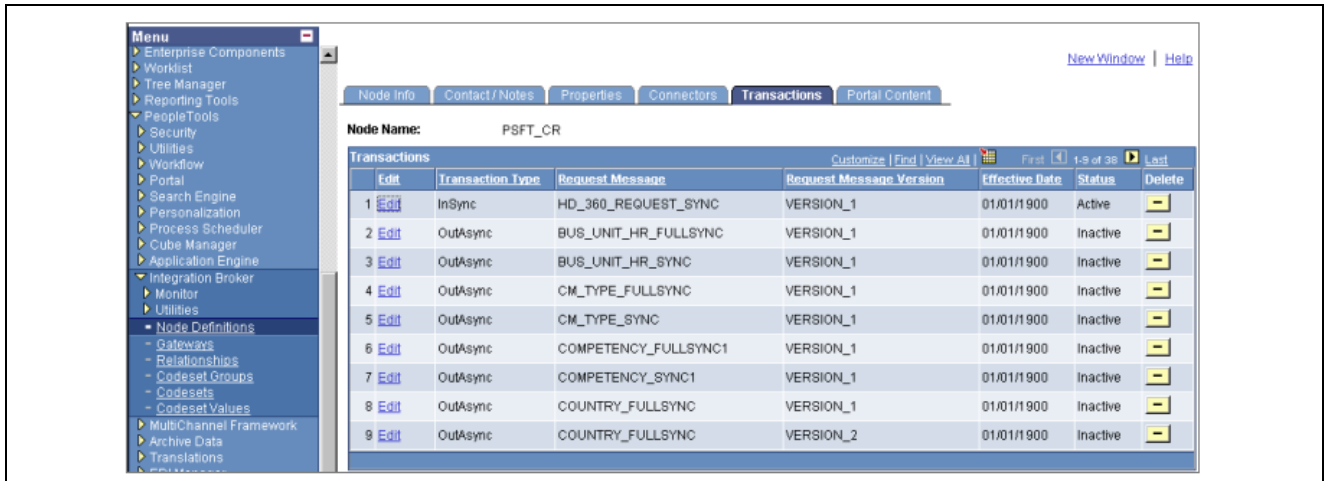 Menu
Enterprise Components
Worklist
Tree Manager
Reporting Tools
PeopleTools
Security
Utilities
Workflow
Portal
Search Engine
Personalization
Process Scheduler
Cube Manager
Application Engine
Integration Broker
Monitor
Utilities
Node Definitions
Gateways
Relationships
Codeset Groups
Codesets
Codeset Values
MultiChannel Framework
Archive Data
Translations
New Window | Help
Node Info Contact / Notes Properties Connectors Transactions Portal Content
Node Name: PSFT_CR
Transactions Customize | Find | View All | First 1-9 of 38 Last
Edit Transaction Type Request Message Request Message Version Effective Date Status Delete
1 Edit InSync HD_360_REQUEST_SYNC VERSION_1 01/01/1900 Active
2 Edit OutAsync BUS_UNIT_HR_FULLSYNC VERSION_1 01/01/1900 Inactive
3 Edit OutAsync BUS_UNIT_HR_SYNC VERSION_1 01/01/1900 Inactive
4 Edit OutAsync CM_TYPE_FULLSYNC VERSION_1 01/01/1900 Inactive
5 Edit OutAsync CM_TYPE_SYNC VERSION_1 01/01/1900 Inactive
6 Edit OutAsync COMPETENCY_FULLSYNC1 VERSION_1 01/01/1900 Inactive
7 Edit OutAsync COMPETENCY_SYNC1 VERSION_1 01/01/1900 Inactive
8 Edit OutAsync COUNTRY_FULLSYNC VERSION_1 01/01/1900 Inactive
9 Edit OutAsync COUNTRY_FULLSYNC VERSION_2 01/01/1900 Inactive